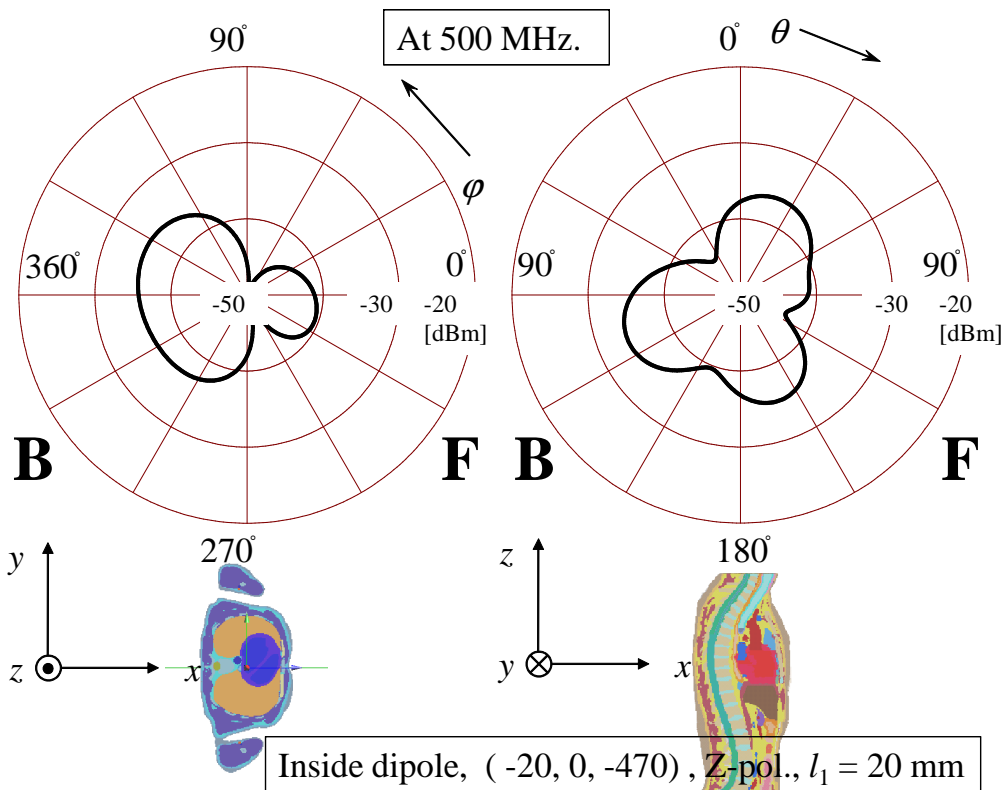 At 500 MHz.
90°
φ
360°
0°
-50
-30
-20
[dBm]
B
F
270°
0°
θ
90°
90°
-50
-30
-20
[dBm]
B
F
180°
y
z
x
z
y
x
Inside dipole, ( -20, 0, -470) , Z-pol., l₁ = 20 mm